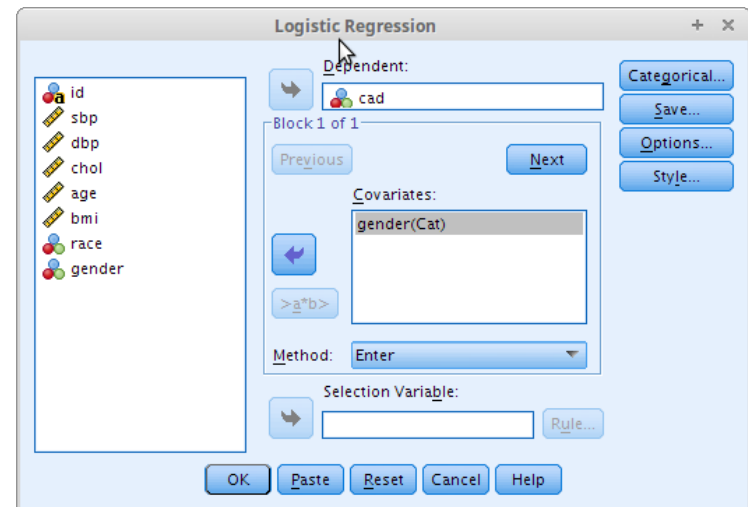 Logistic Regression
id
sbp
dbp
chol
age
bmi
race
gender
Dependent:
cad
Block 1 of 1
Previous
Next
Covariates:
gender(Cat)
>a*b>
Method:
Enter
Selection Variable:
Rule...
Categorical...
Save...
Options...
Style...
OK
Paste
Reset
Cancel
Help